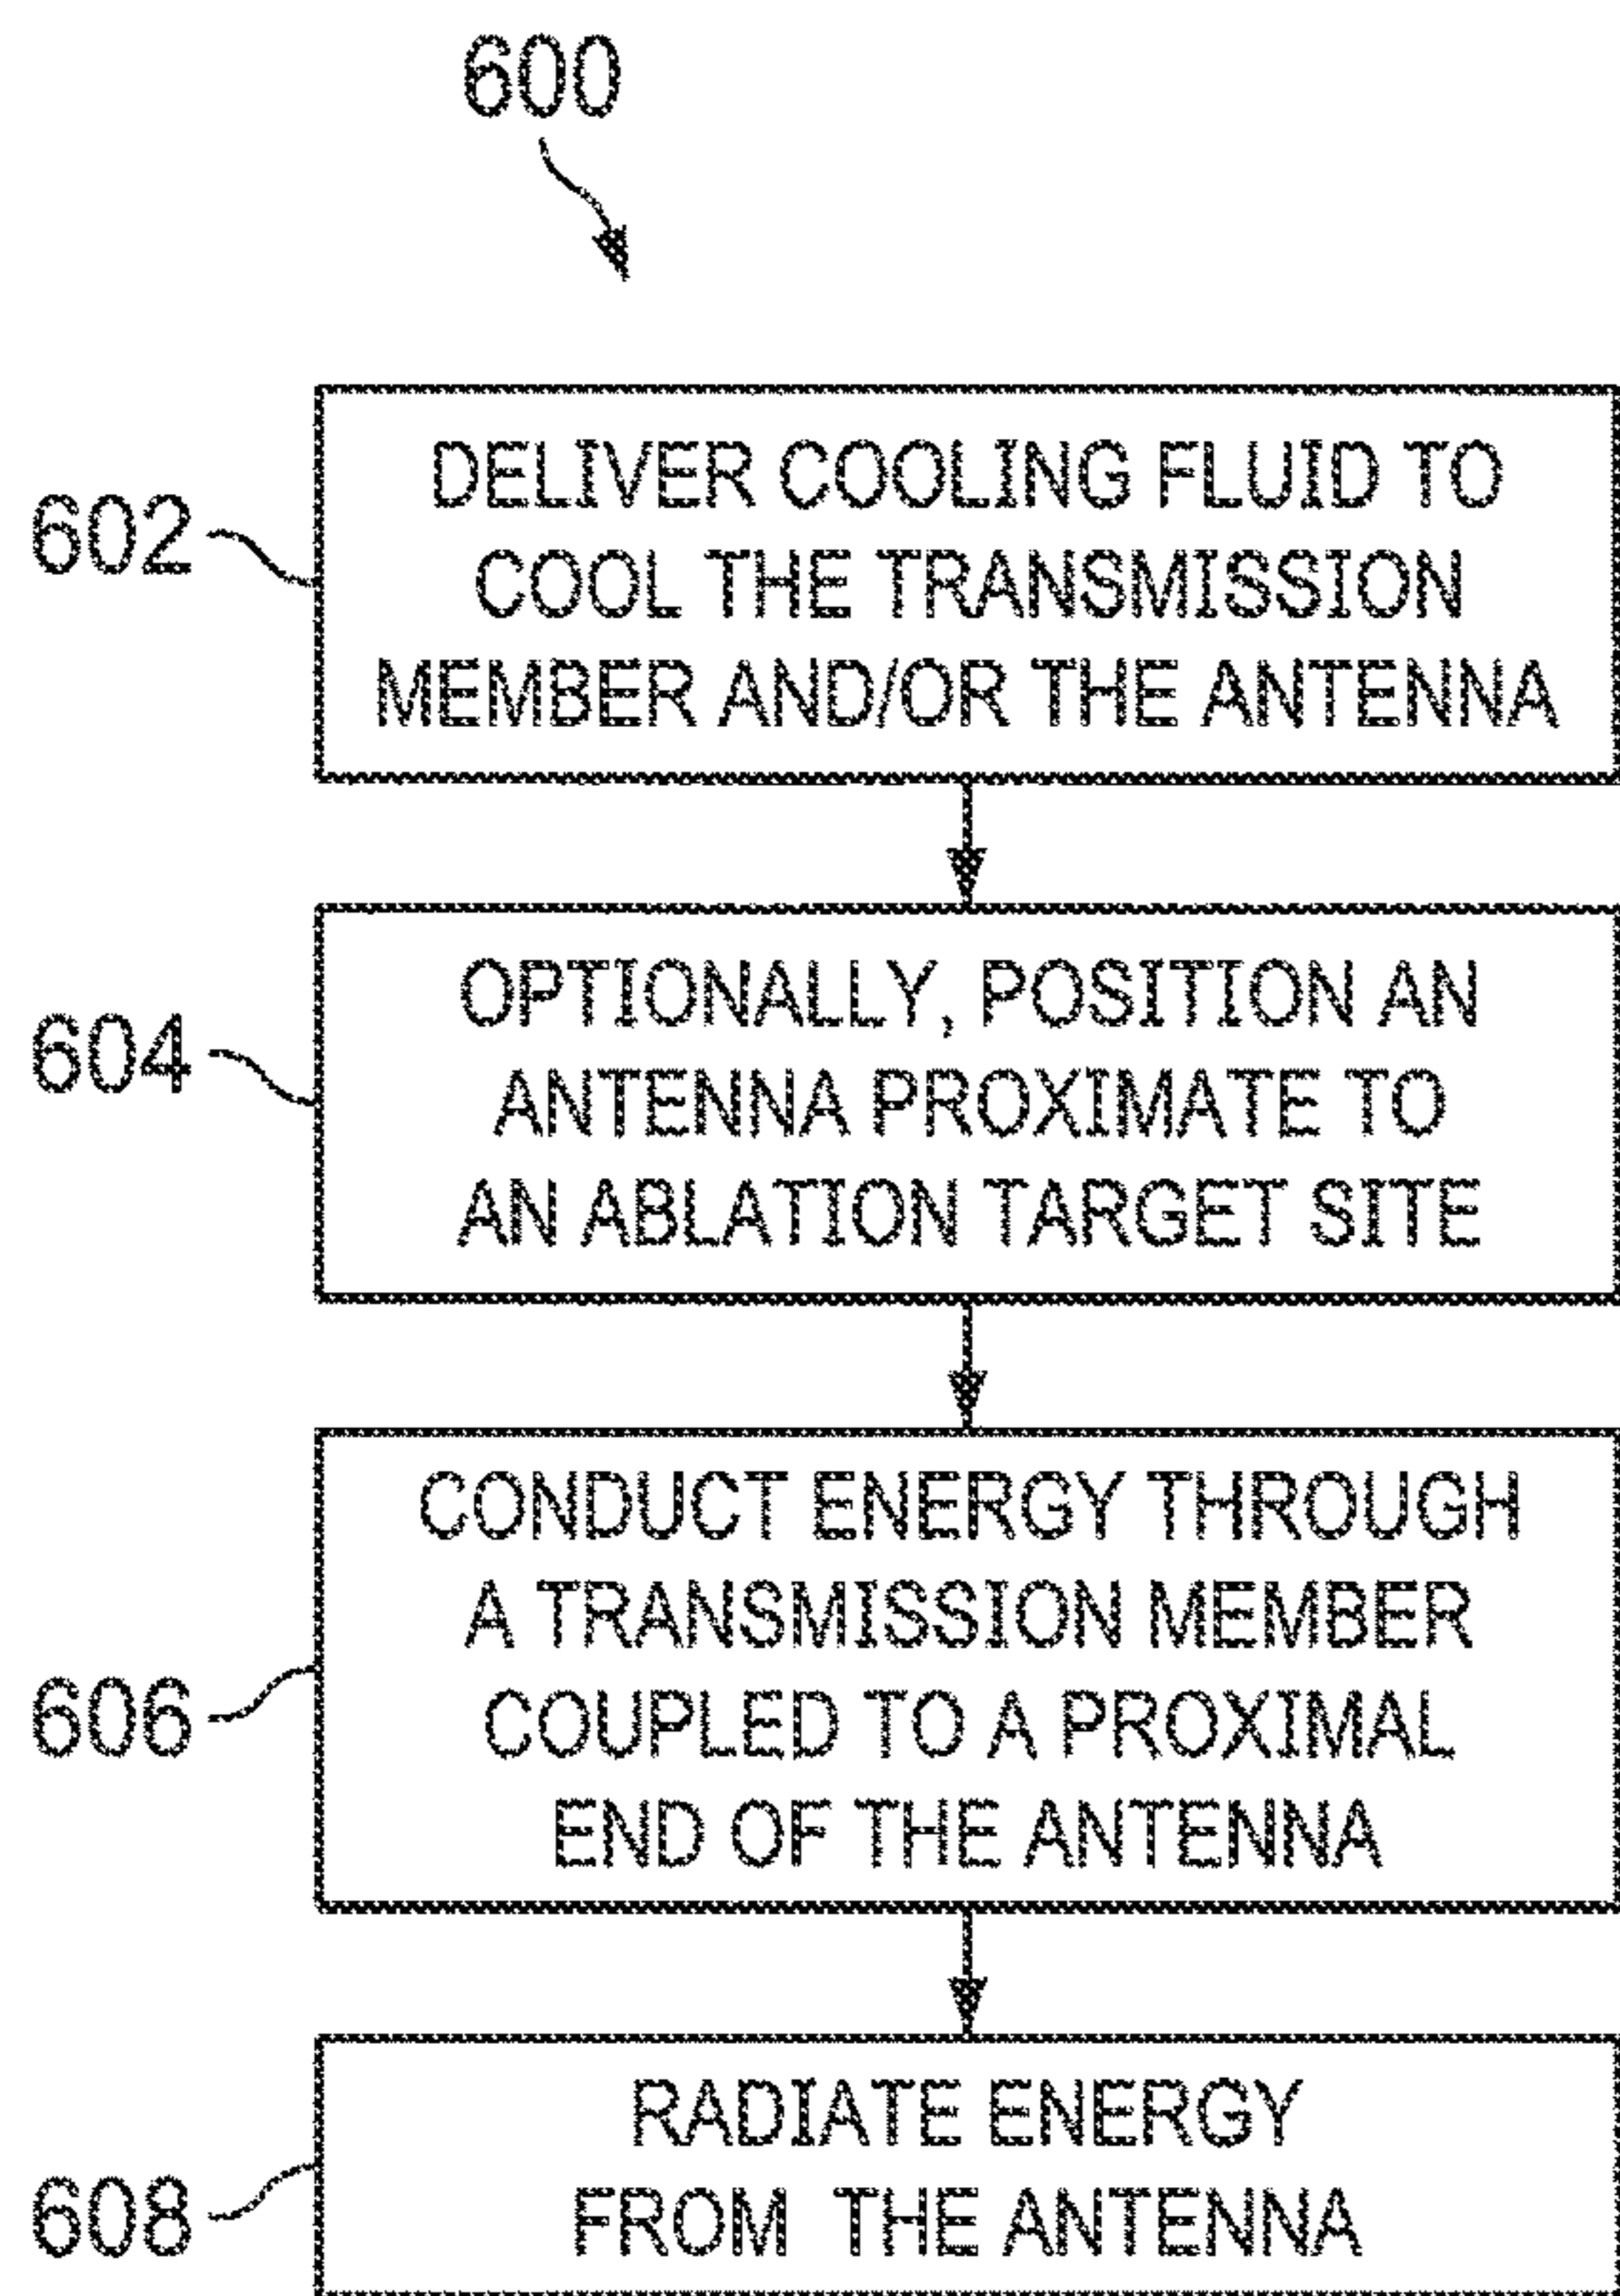 600
602
DELIVER COOLING FLUID TO
COOL THE TRANSMISSION
MEMBER AND/OR THE ANTENNA
604
OPTIONALLY, POSITION AN
ANTENNA PROXIMATE TO
AN ABLATION TARGET SITE
606
CONDUCT ENERGY THROUGH
A TRANSMISSION MEMBER
COUPLED TO A PROXIMAL
END OF THE ANTENNA
608
RADIATE ENERGY
FROM THE ANTENNA